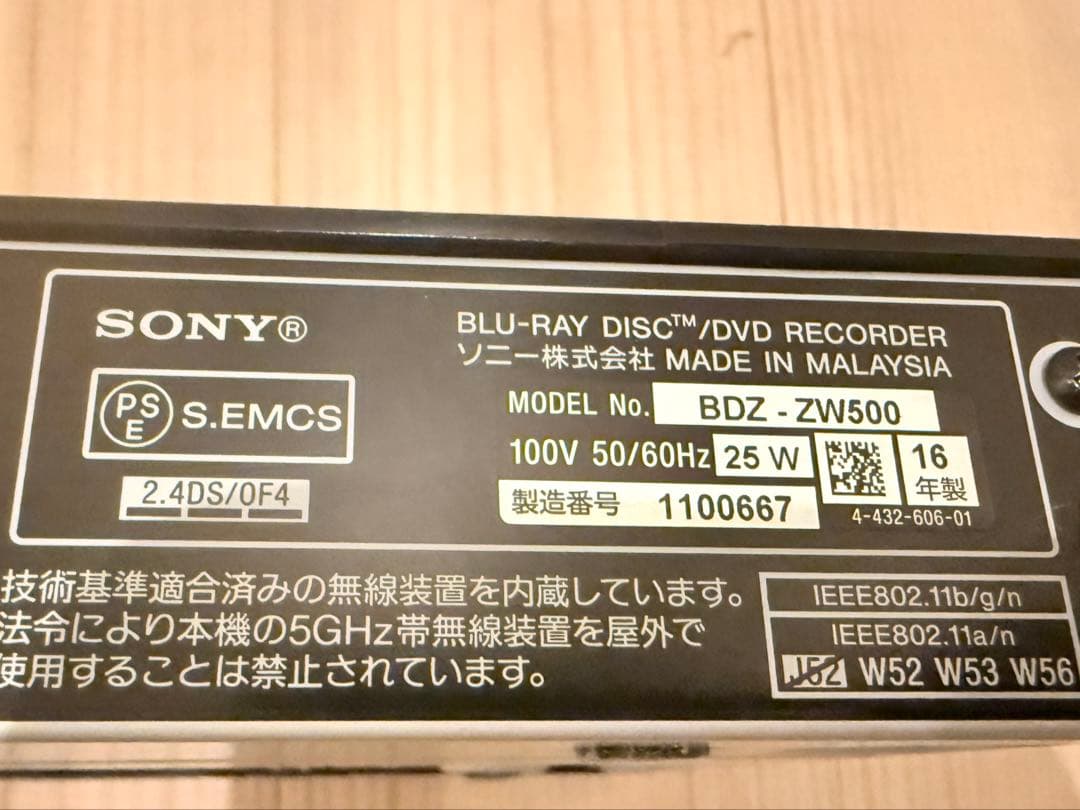 SONY®
PSE S.EMCS
2.4DS/OF4
BLU-RAY DISC™/DVD RECORDER
ソニー株式会社 MADE IN MALAYSIA
MODEL No. BDZ - ZW500
100V 50/60Hz 25 W
16
年製
製造番号 1100667
4-432-606-01
技術基準適合済みの無線装置を内蔵しています。
法令により本機の5GHz帯無線装置を屋外で
使用することは禁止されています。
IEEE802.11b/g/n
IEEE802.11a/n
J52 W52 W53 W56